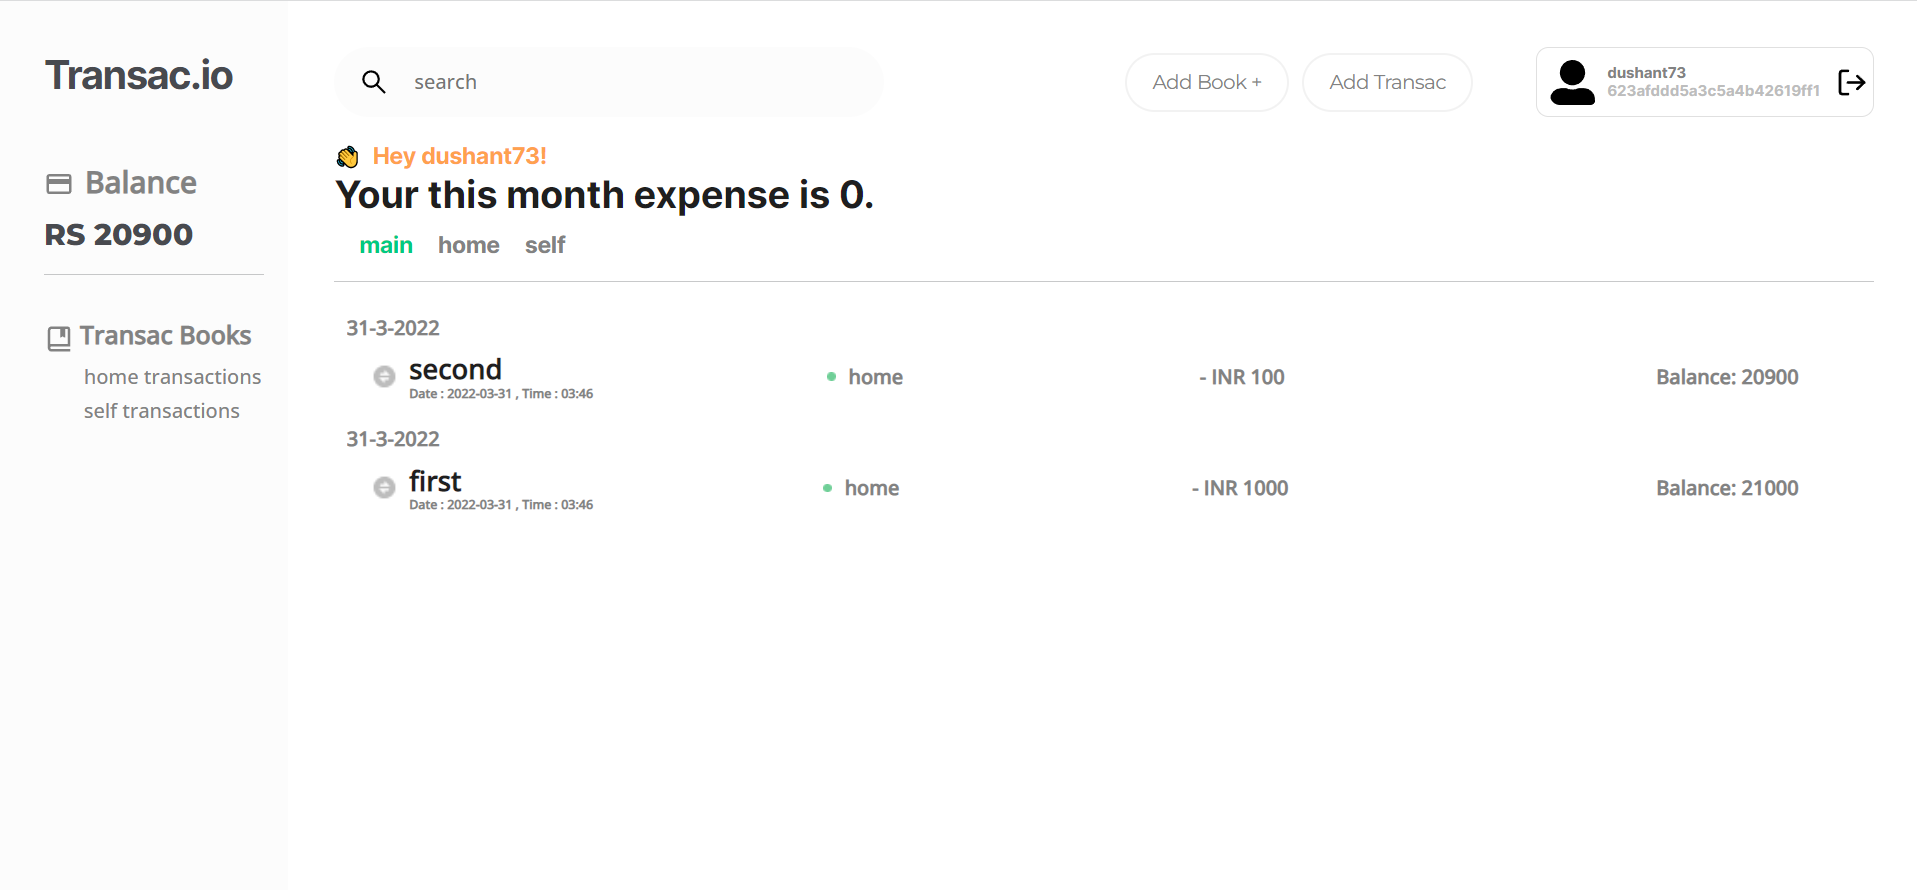 Transac.io
Balance
RS 20900
Transac Books
home transactions
self transactions
search
Add Book +
Add Transac
dushant73
623afddd5a3c5a4b42619ff1
👋 Hey dushant73!
Your this month expense is 0.
main home self
31-3-2022
second
Date : 2022-03-31 , Time : 03:46
home
- INR 100
Balance: 20900
31-3-2022
first
Date : 2022-03-31 , Time : 03:46
home
- INR 1000
Balance: 21000